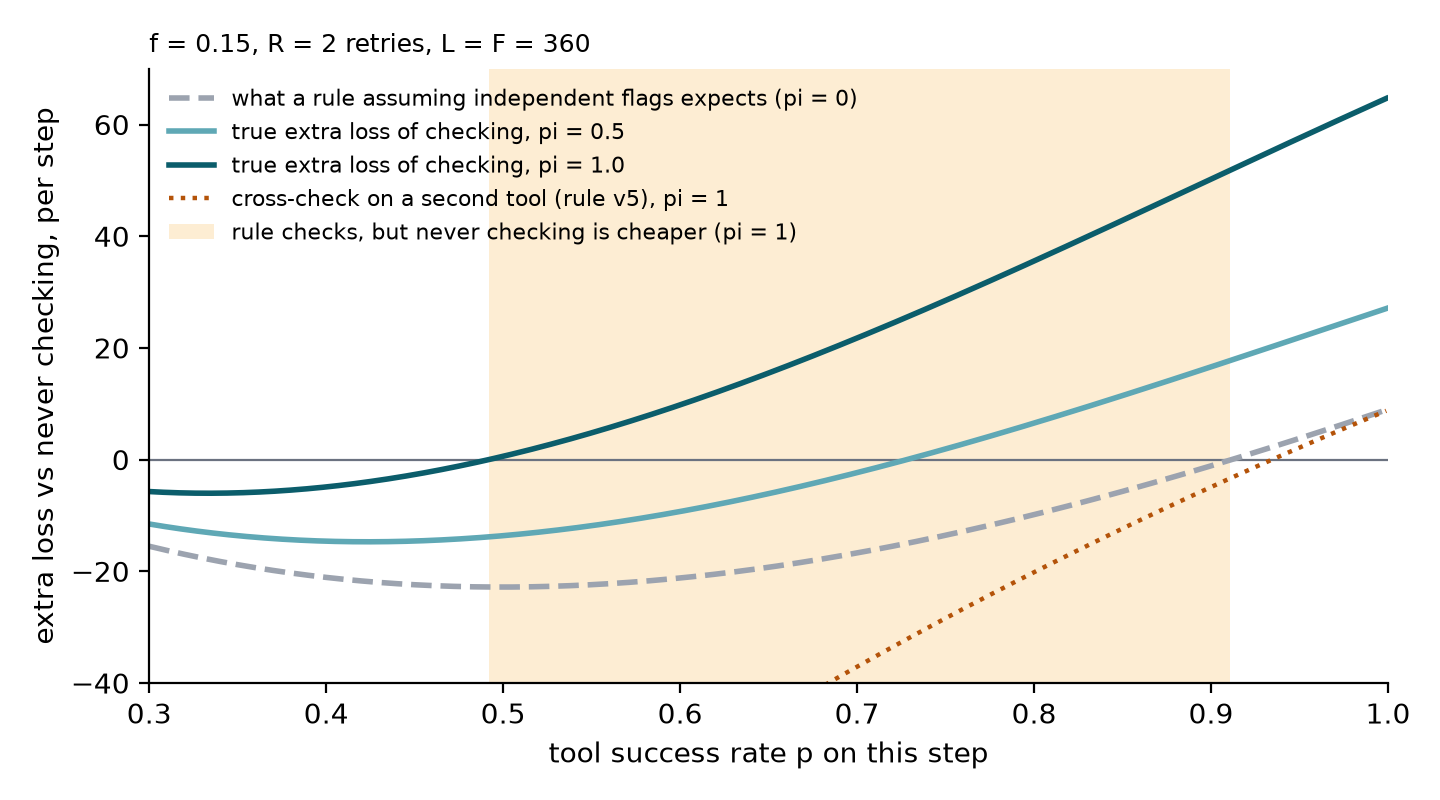 f = 0.15, R = 2 retries, L = F = 360
extra loss vs never checking, per step
60
40
20
0
−20
−40
what a rule assuming independent flags expects (pi = 0)
true extra loss of checking, pi = 0.5
true extra loss of checking, pi = 1.0
cross-check on a second tool (rule v5), pi = 1
rule checks, but never checking is cheaper (pi = 1)
0.3 0.4 0.5 0.6 0.7 0.8 0.9 1.0
tool success rate p on this step